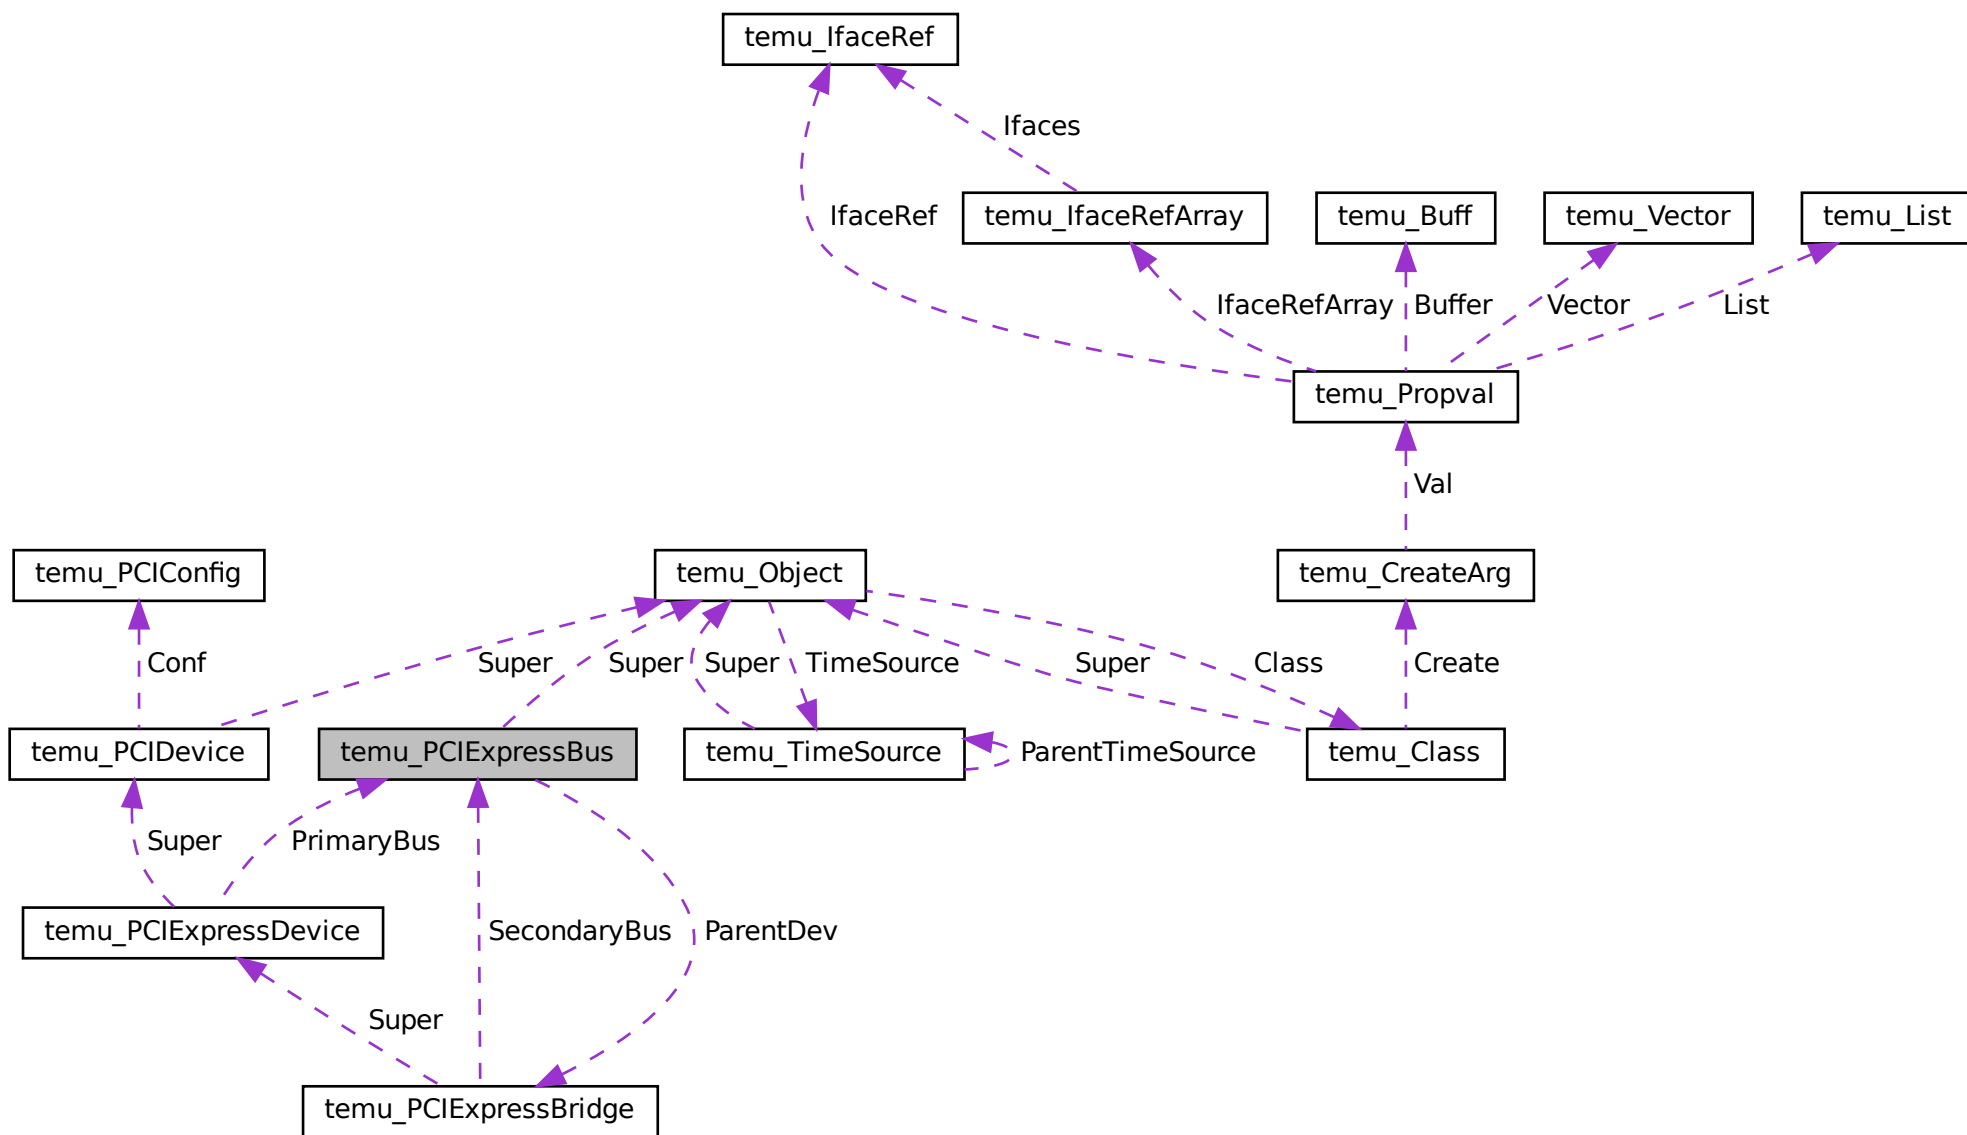 temu_IfaceRef
Ifaces
IfaceRef
temu_IfaceRefArray
temu_Buff
temu_Vector
temu_List
IfaceRefArray
Buffer
Vector
List
temu_Propval
Val
temu_PCIConfig
temu_Object
temu_CreateArg
Conf
Super
Super
Super
TimeSource
Super
Class
Create
temu_PCIDevice
temu_PCIExpressBus
temu_TimeSource
ParentTimeSource
temu_Class
Super
PrimaryBus
temu_PCIExpressDevice
SecondaryBus
ParentDev
Super
temu_PCIExpressBridge